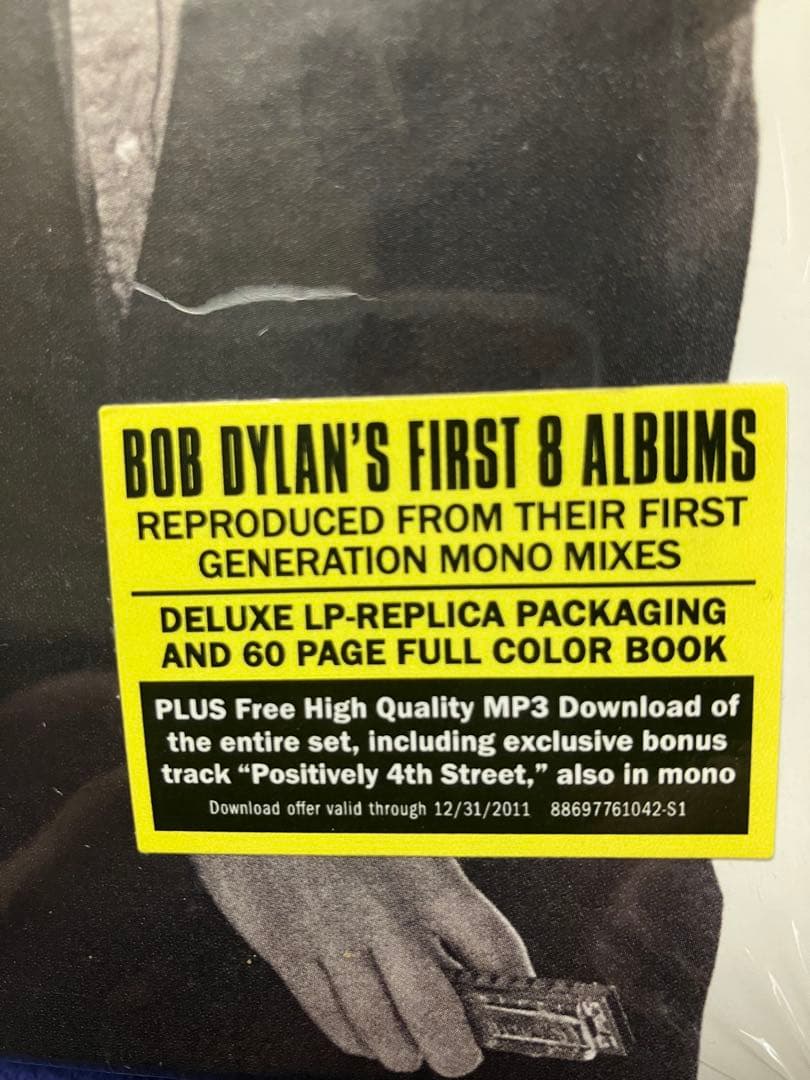 BOB DYLAN'S FIRST 8 ALBUMS
REPRODUCED FROM THEIR FIRST
GENERATION MONO MIXES
DELUXE LP-REPLICA PACKAGING
AND 60 PAGE FULL COLOR BOOK
PLUS Free High Quality MP3 Download of
the entire set, including exclusive bonus
track “Positively 4th Street,” also in mono
Download offer valid through 12/31/2011 88697761042-S1